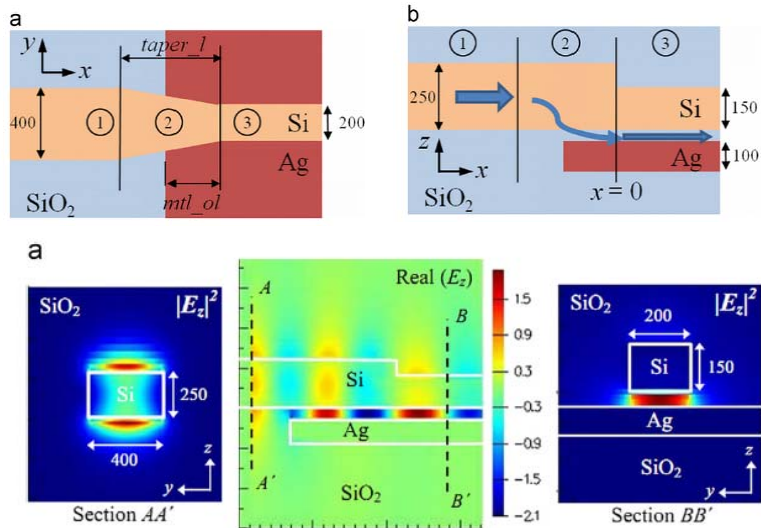 a
b
y
x
taper_l
1
2
3
400
Si
200
Ag
SiO2
mtl_ol
1
2
3
250
Si
150
z
x
Ag
100
SiO2
x = 0
a
SiO2
|Ez|²
Si
250
400
z
y
Section AA′
Real (Ez)
A
B
Si
Ag
SiO2
A′
B′
1.5
0.9
0.3
−0.3
−0.9
−1.5
−2.1
SiO2
|Ez|²
200
Si
150
Ag
SiO2
z
y
Section BB′